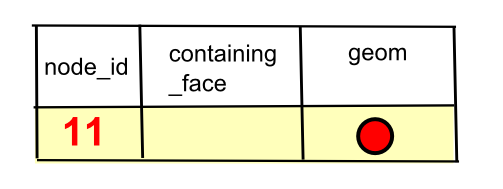 node_id
containing
_face
geom
11